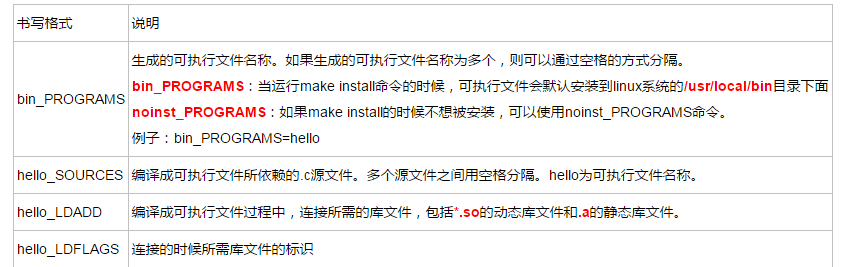 书写格式 说明
生成的可执行文件名称。如果生成的可执行文件名称为多个，则可以通过空格的方式分隔。
bin_PROGRAMS bin_PROGRAMS：当运行make install命令的时候，可执行文件会默认安装到linux系统的/usr/local/bin目录下面
noinst_PROGRAMS：如果make install的时候不想被安装，可以使用noinst_PROGRAMS命令。
例子：bin_PROGRAMS=hello
hello_SOURCES 编译成可执行文件所依赖的.c源文件。多个源文件之间用空格分隔。hello为可执行文件名称。
hello_LDADD 编译成可执行文件过程中，连接所需的库文件，包括*.so的动态库文件和.a的静态库文件。
hello_LDFLAGS 连接的时候所需库文件的标识